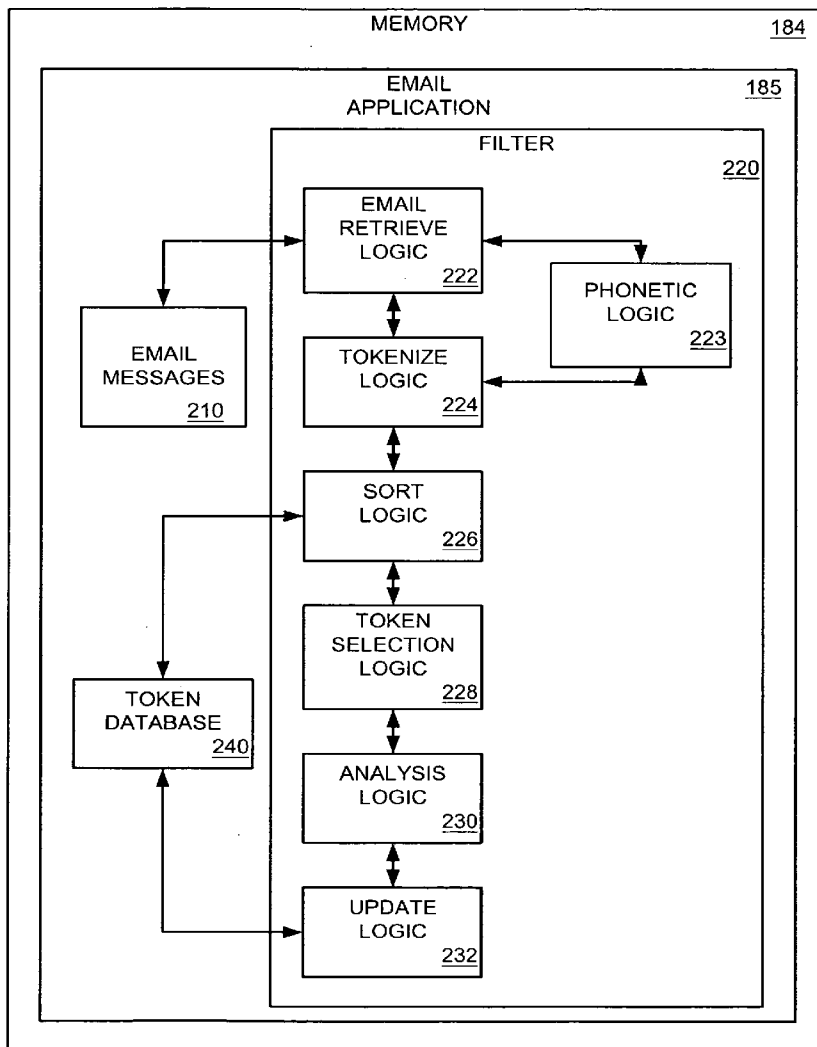 MEMORY
184
EMAIL
APPLICATION
185
FILTER
220
EMAIL
RETRIEVE
LOGIC
222
PHONETIC
LOGIC
223
EMAIL
MESSAGES
210
TOKENIZE
LOGIC
224
SORT
LOGIC
226
TOKEN
SELECTION
LOGIC
228
TOKEN
DATABASE
240
ANALYSIS
LOGIC
230
UPDATE
LOGIC
232